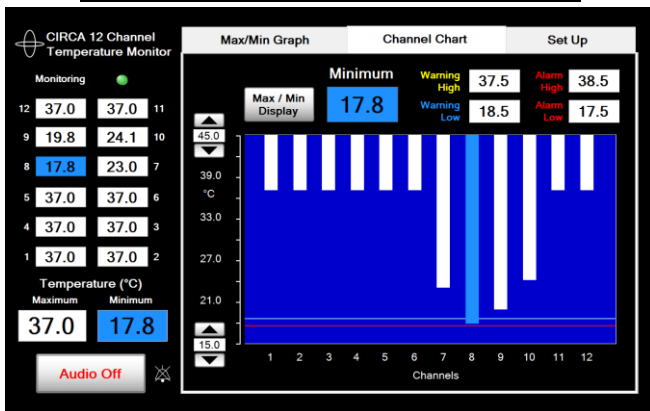 CIRCA 12 Channel
Temperature Monitor
Monitoring
12 37.0 37.0 11
9 19.8 24.1 10
8 17.8 23.0 7
5 37.0 37.0 6
4 37.0 37.0 3
1 37.0 37.0 2
Temperature (°C)
Maximum Minimum
37.0 17.8
Audio Off
Max/Min Graph Channel Chart Set Up
Max / Min
Display
Minimum
17.8
Warning
High
37.5
Alarm
High
38.5
Warning
Low
18.5
Alarm
Low
17.5
45.0
39.0
°C
33.0
27.0
21.0
15.0
1 2 3 4 5 6 7 8 9 10 11 12
Channels